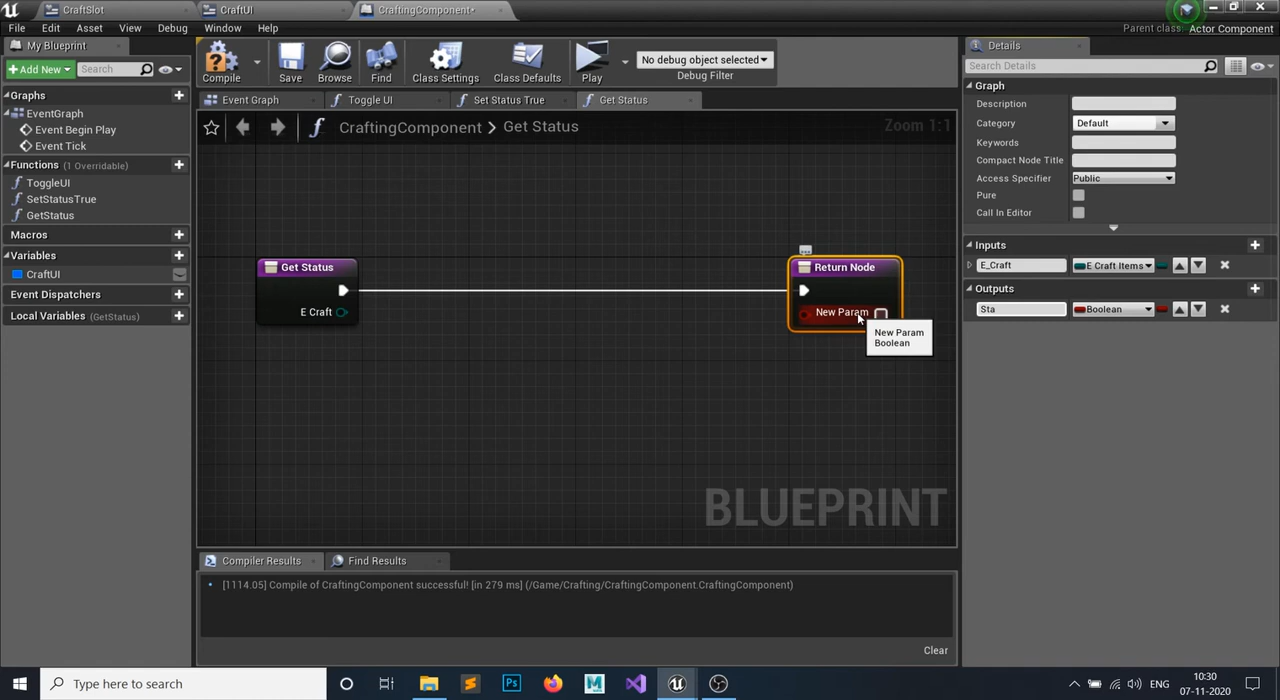 CraftSlot
CraftUI
CraftingComponent*
File Edit Asset View Debug Window Help
Parent class: Actor Component
My Blueprint
Add New
Search
Compile
Save
Browse
Find
Class Settings
Class Defaults
Play
No debug object selected
Debug Filter
Event Graph
Toggle UI
Set Status True
Get Status
CraftingComponent > Get Status
Zoom 1:1
Graphs
EventGraph
Event Begin Play
Event Tick
Functions (1 Overridable)
ToggleUI
SetStatusTrue
GetStatus
Macros
Variables
CraftUI
Event Dispatchers
Local Variables (GetStatus)
Get Status
E Craft
Return Node
New Param
New Param
Boolean
BLUEPRINT
Compiler Results
Find Results
[1114.05] Compile of CraftingComponent successful! [in 279 ms] (/Game/Crafting/CraftingComponent.CraftingComponent)
Clear
Details
Search Details
Graph
Description
Category Default
Keywords
Compact Node Title
Access Specifier Public
Pure
Call In Editor
Inputs
E_Craft E Craft Items
Outputs
Sta Boolean
Type here to search
ENG
10:30
07-11-2020